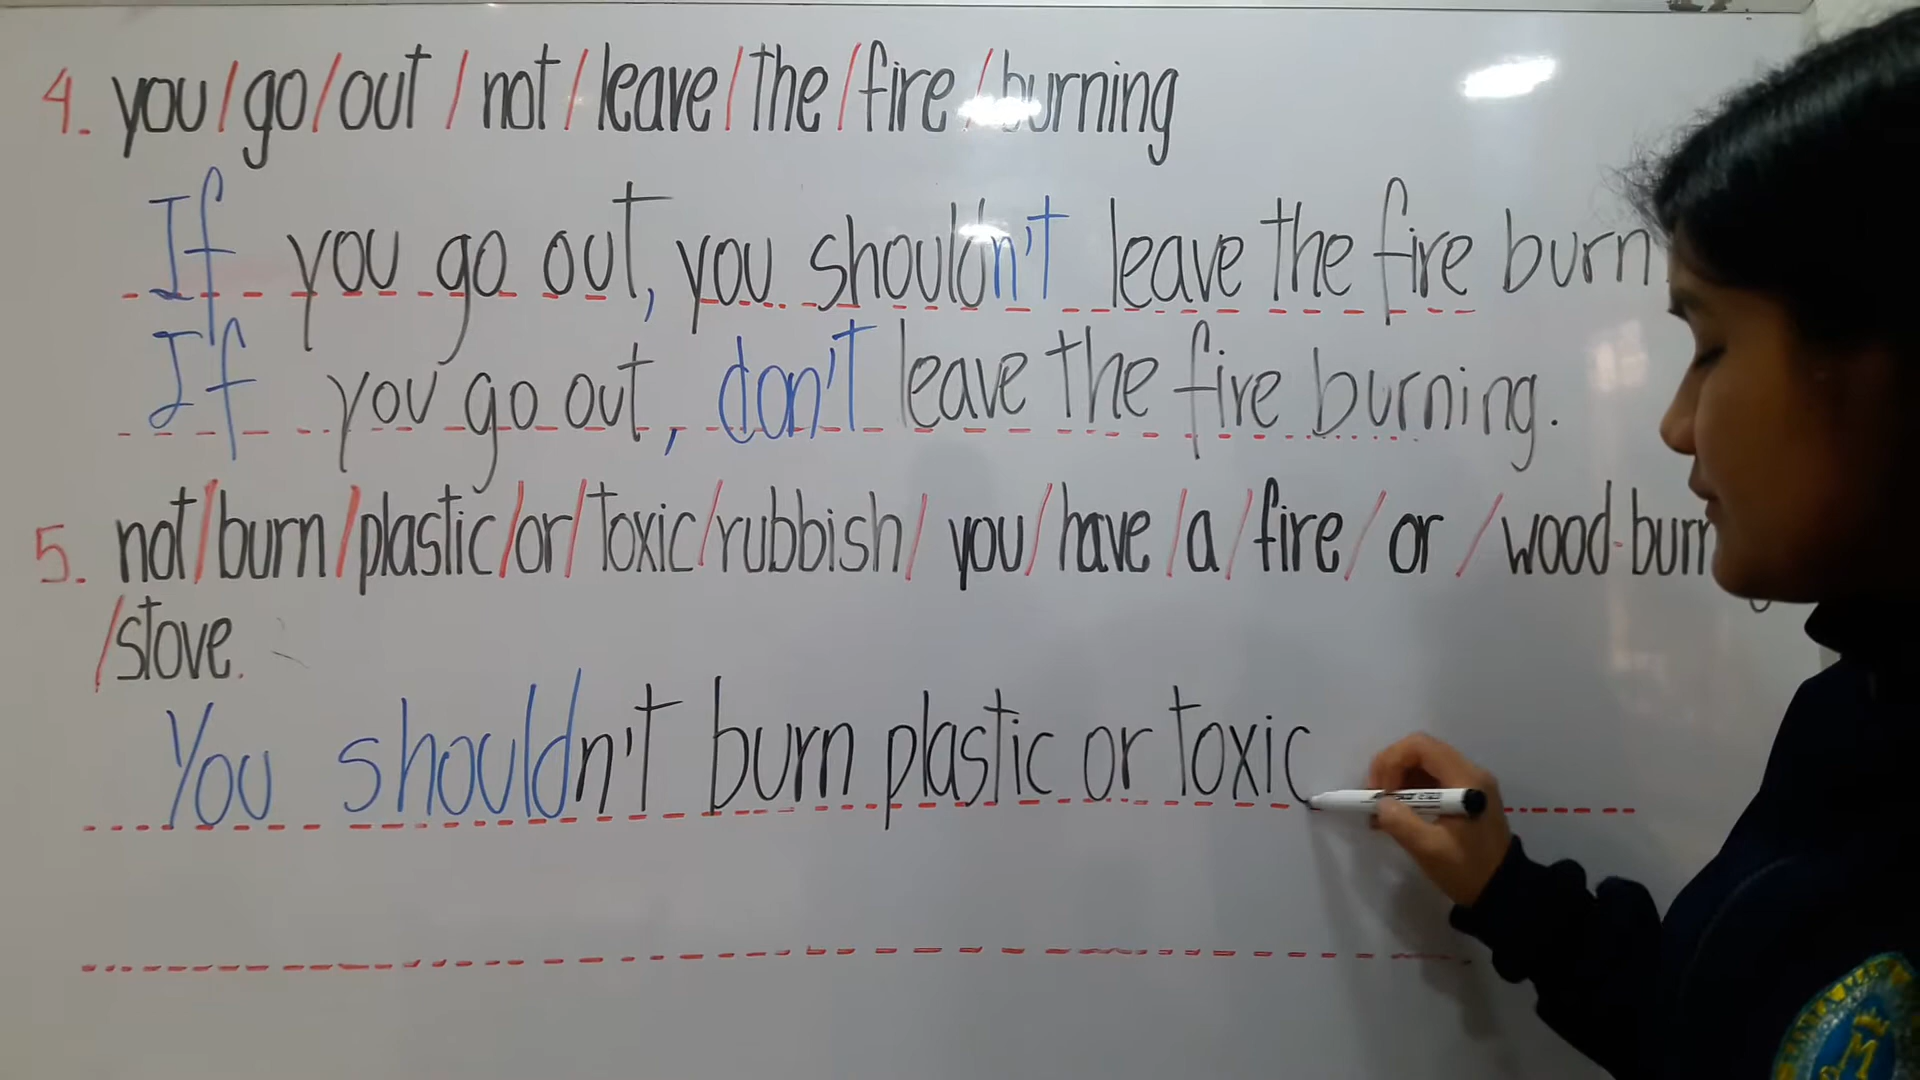 4. you/go/out/not/leave/the/fire/burning
If you go out, you shouldn't leave the fire burn
If you go out, don't leave the fire burning.
5. not/burn/plastic/or/toxic/rubbish/you/have/a/fire/or/wood-burn
/stove.
You shouldn't burn plastic or toxic